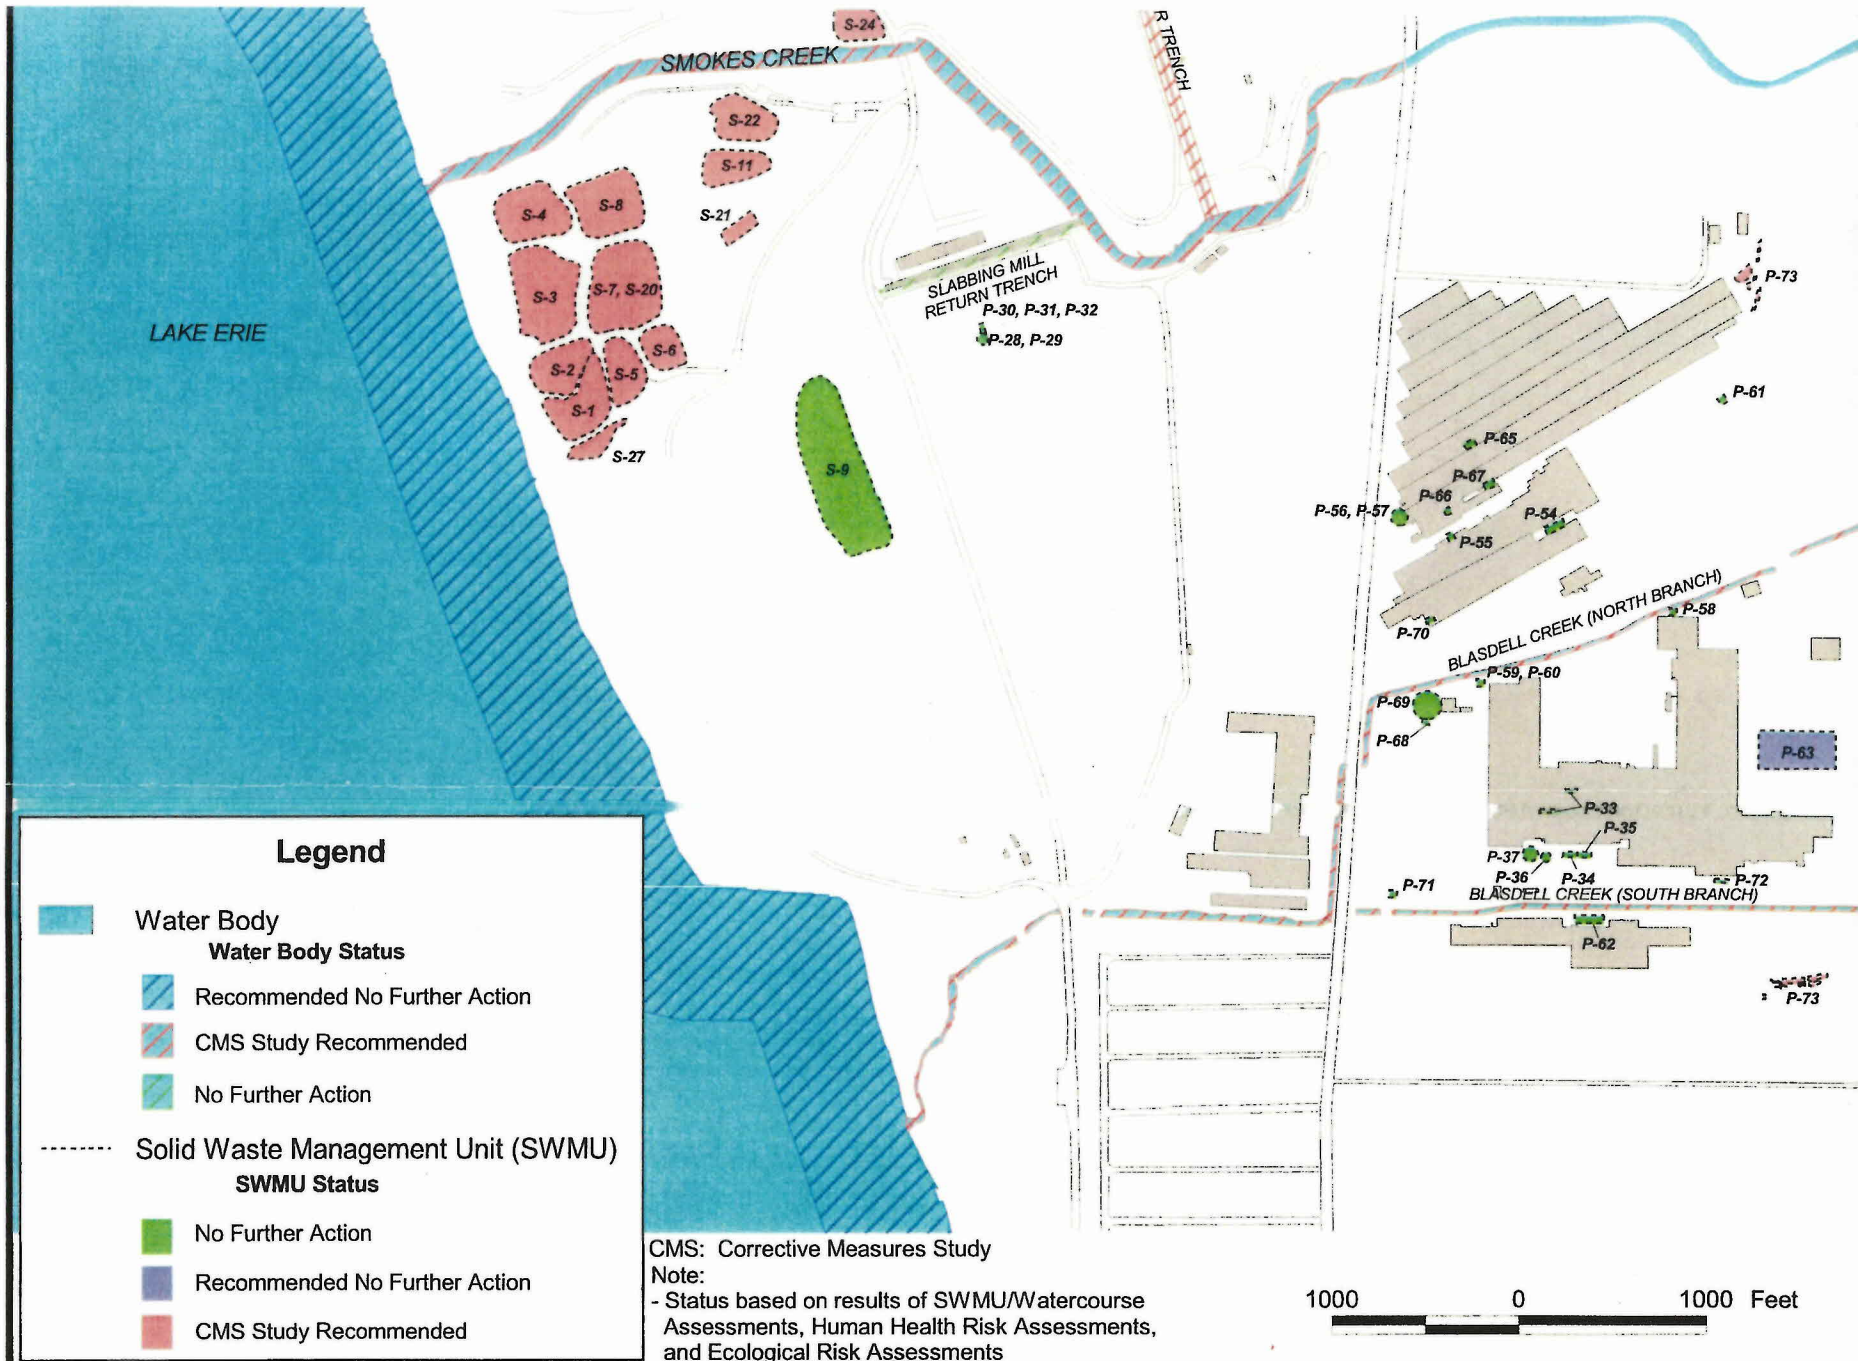 S-24
R TRENCH
SMOKES CREEK
S-22
S-11
S-21
S-4
S-8
S-3
S-7, S-20
S-6
S-2
S-5
S-1
S-27
LAKE ERIE
SLABBING MILL
RETURN TRENCH
P-30, P-31, P-32
P-28, P-29
S-9
P-73
P-61
P-65
P-67
P-66
P-56, P-57
P-54
P-55
P-70
BLASDELL CREEK (NORTH BRANCH)
P-58
P-59, P-60
P-69
P-68
P-63
P-33
P-35
P-37
P-36
P-34
P-71
P-72
BLASDELL CREEK (SOUTH BRANCH)
P-62
P-73
Legend
Water Body
Water Body Status
Recommended No Further Action
CMS Study Recommended
No Further Action
Solid Waste Management Unit (SWMU)
SWMU Status
No Further Action
Recommended No Further Action
CMS Study Recommended
CMS: Corrective Measures Study
Note:
- Status based on results of SWMU/Watercourse
Assessments, Human Health Risk Assessments,
and Ecological Risk Assessments
1000 0 1000 Feet